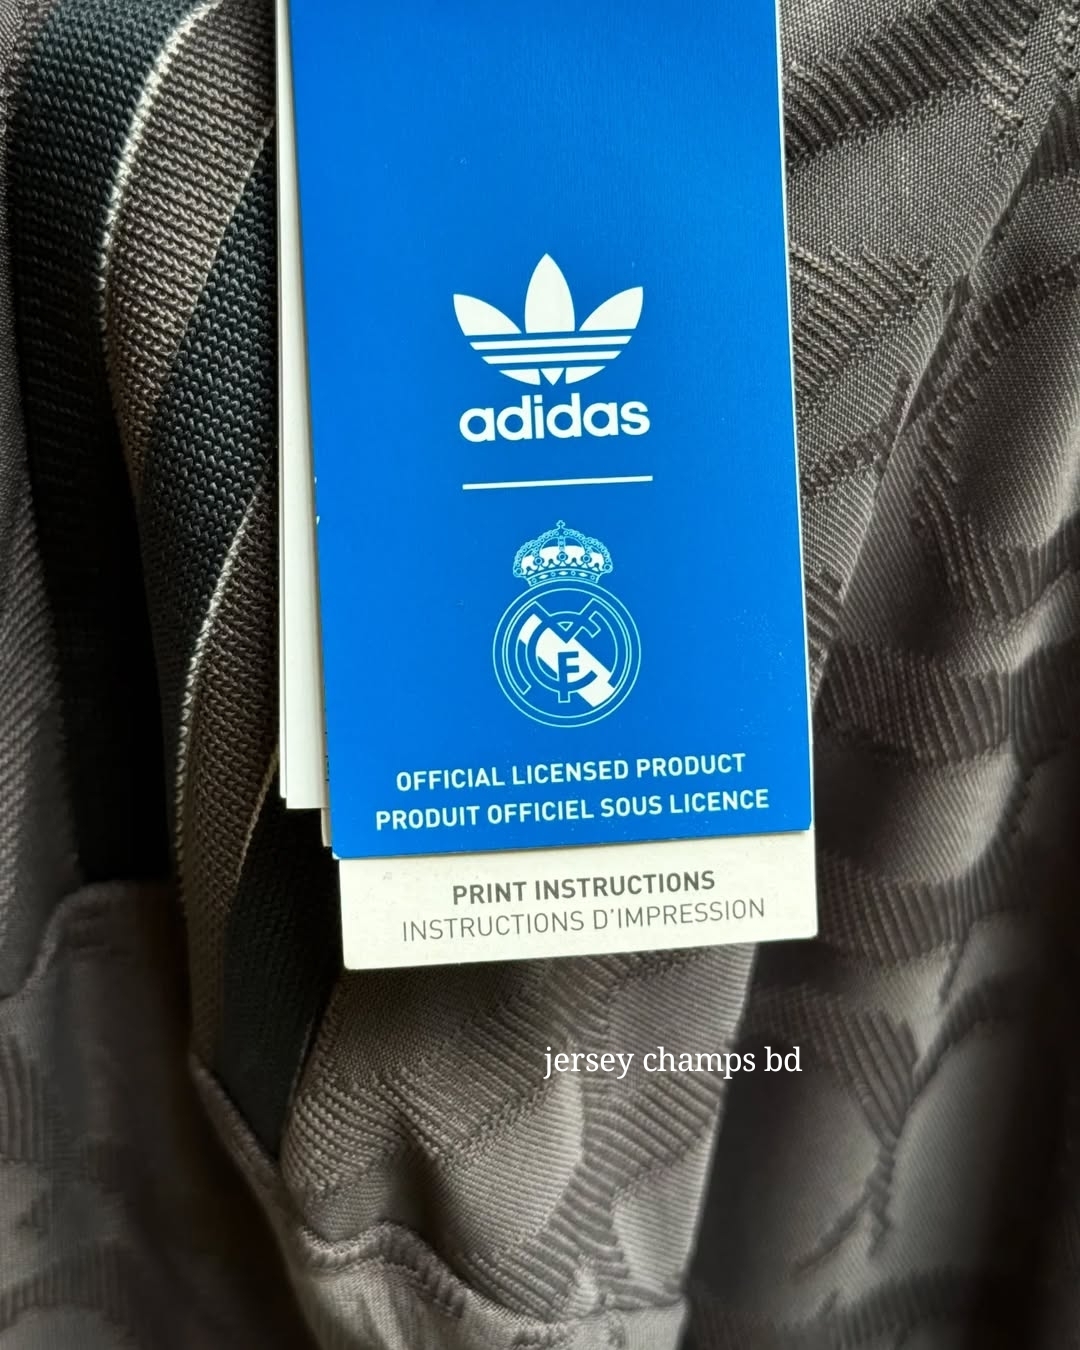 adidas
OFFICIAL LICENSED PRODUCT
PRODUIT OFFICIEL SOUS LICENCE
PRINT INSTRUCTIONS
INSTRUCTIONS D'IMPRESSION
jersey champs bd